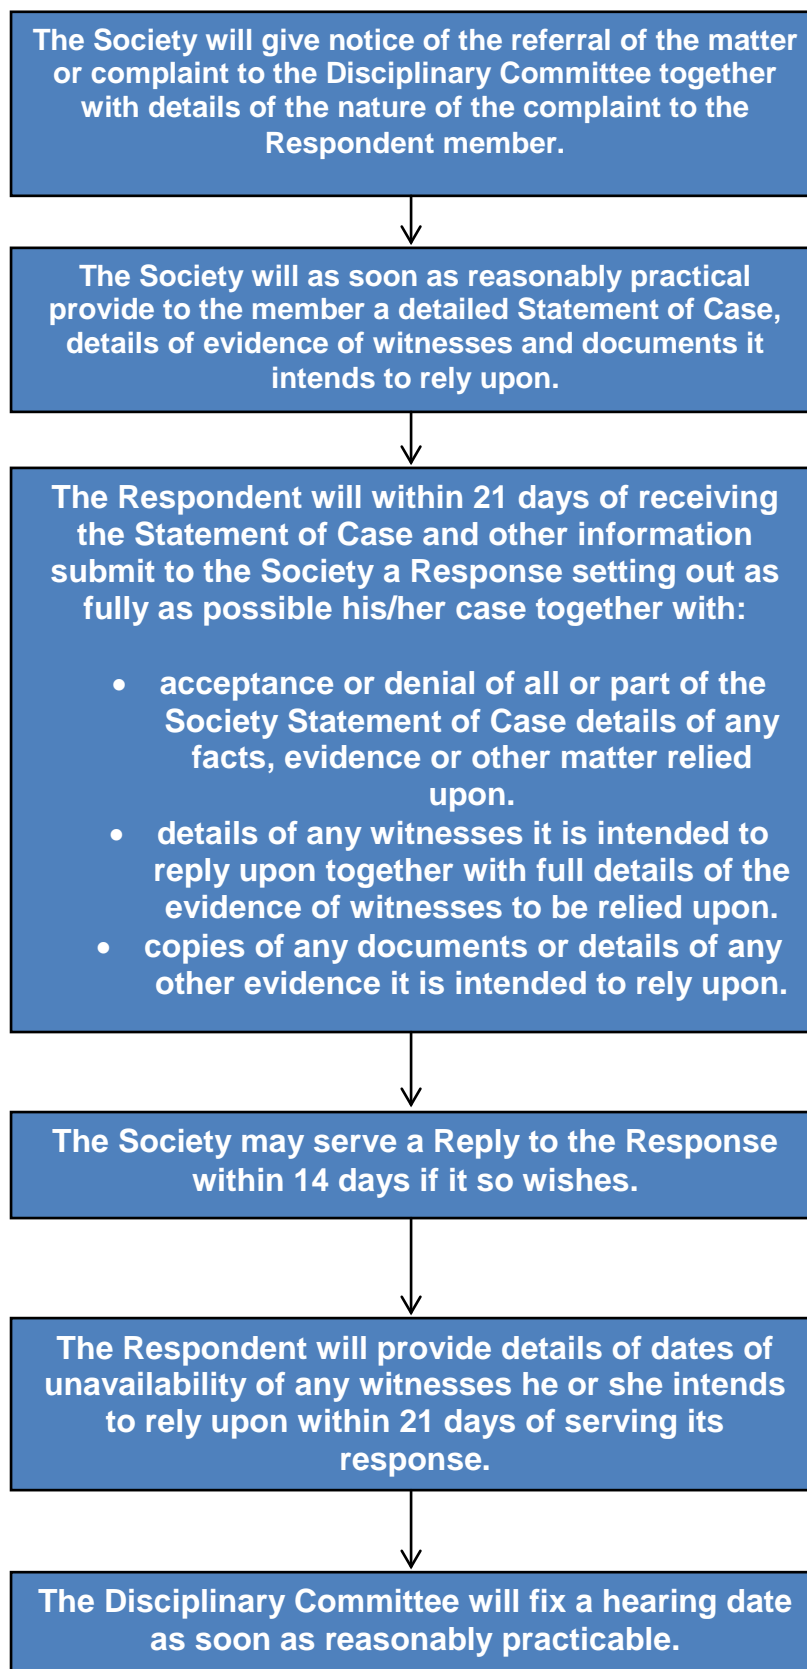 The Society will give notice of the referral of the matter
or complaint to the Disciplinary Committee together
with details of the nature of the complaint to the
Respondent member.
The Society will as soon as reasonably practical
provide to the member a detailed Statement of Case,
details of evidence of witnesses and documents it
intends to rely upon.
The Respondent will within 21 days of receiving
the Statement of Case and other information
submit to the Society a Response setting out as
fully as possible his/her case together with:
• acceptance or denial of all or part of the
Society Statement of Case details of any
facts, evidence or other matter relied
upon.
• details of any witnesses it is intended to
reply upon together with full details of the
evidence of witnesses to be relied upon.
• copies of any documents or details of any
other evidence it is intended to rely upon.
The Society may serve a Reply to the Response
within 14 days if it so wishes.
The Respondent will provide details of dates of
unavailability of any witnesses he or she intends
to rely upon within 21 days of serving its
response.
The Disciplinary Committee will fix a hearing date
as soon as reasonably practicable.